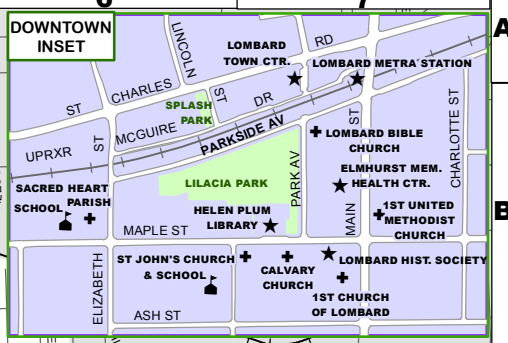 6
7
DOWNTOWN
INSET
A
B
LINCOLN
ST
RD
LOMBARD
TOWN CTR.
LOMBARD METRA STATION
CHARLES
ST
SPLASH
PARK
DR
MCGUIRE
PARKSIDE AV
UPRXR
ST
ST
CHARLOTTE ST
LOMBARD BIBLE
CHURCH
ELMHURST MEM.
HEALTH CTR.
LILACIA PARK
PARK AV
SACRED HEART
PARISH
SCHOOL
HELEN PLUM
LIBRARY
MAIN
1ST UNITED
METHODIST
CHURCH
MAPLE ST
ELIZABETH
ST JOHN'S CHURCH
& SCHOOL
CALVARY
CHURCH
LOMBARD HIST. SOCIETY
1ST CHURCH
OF LOMBARD
ASH ST